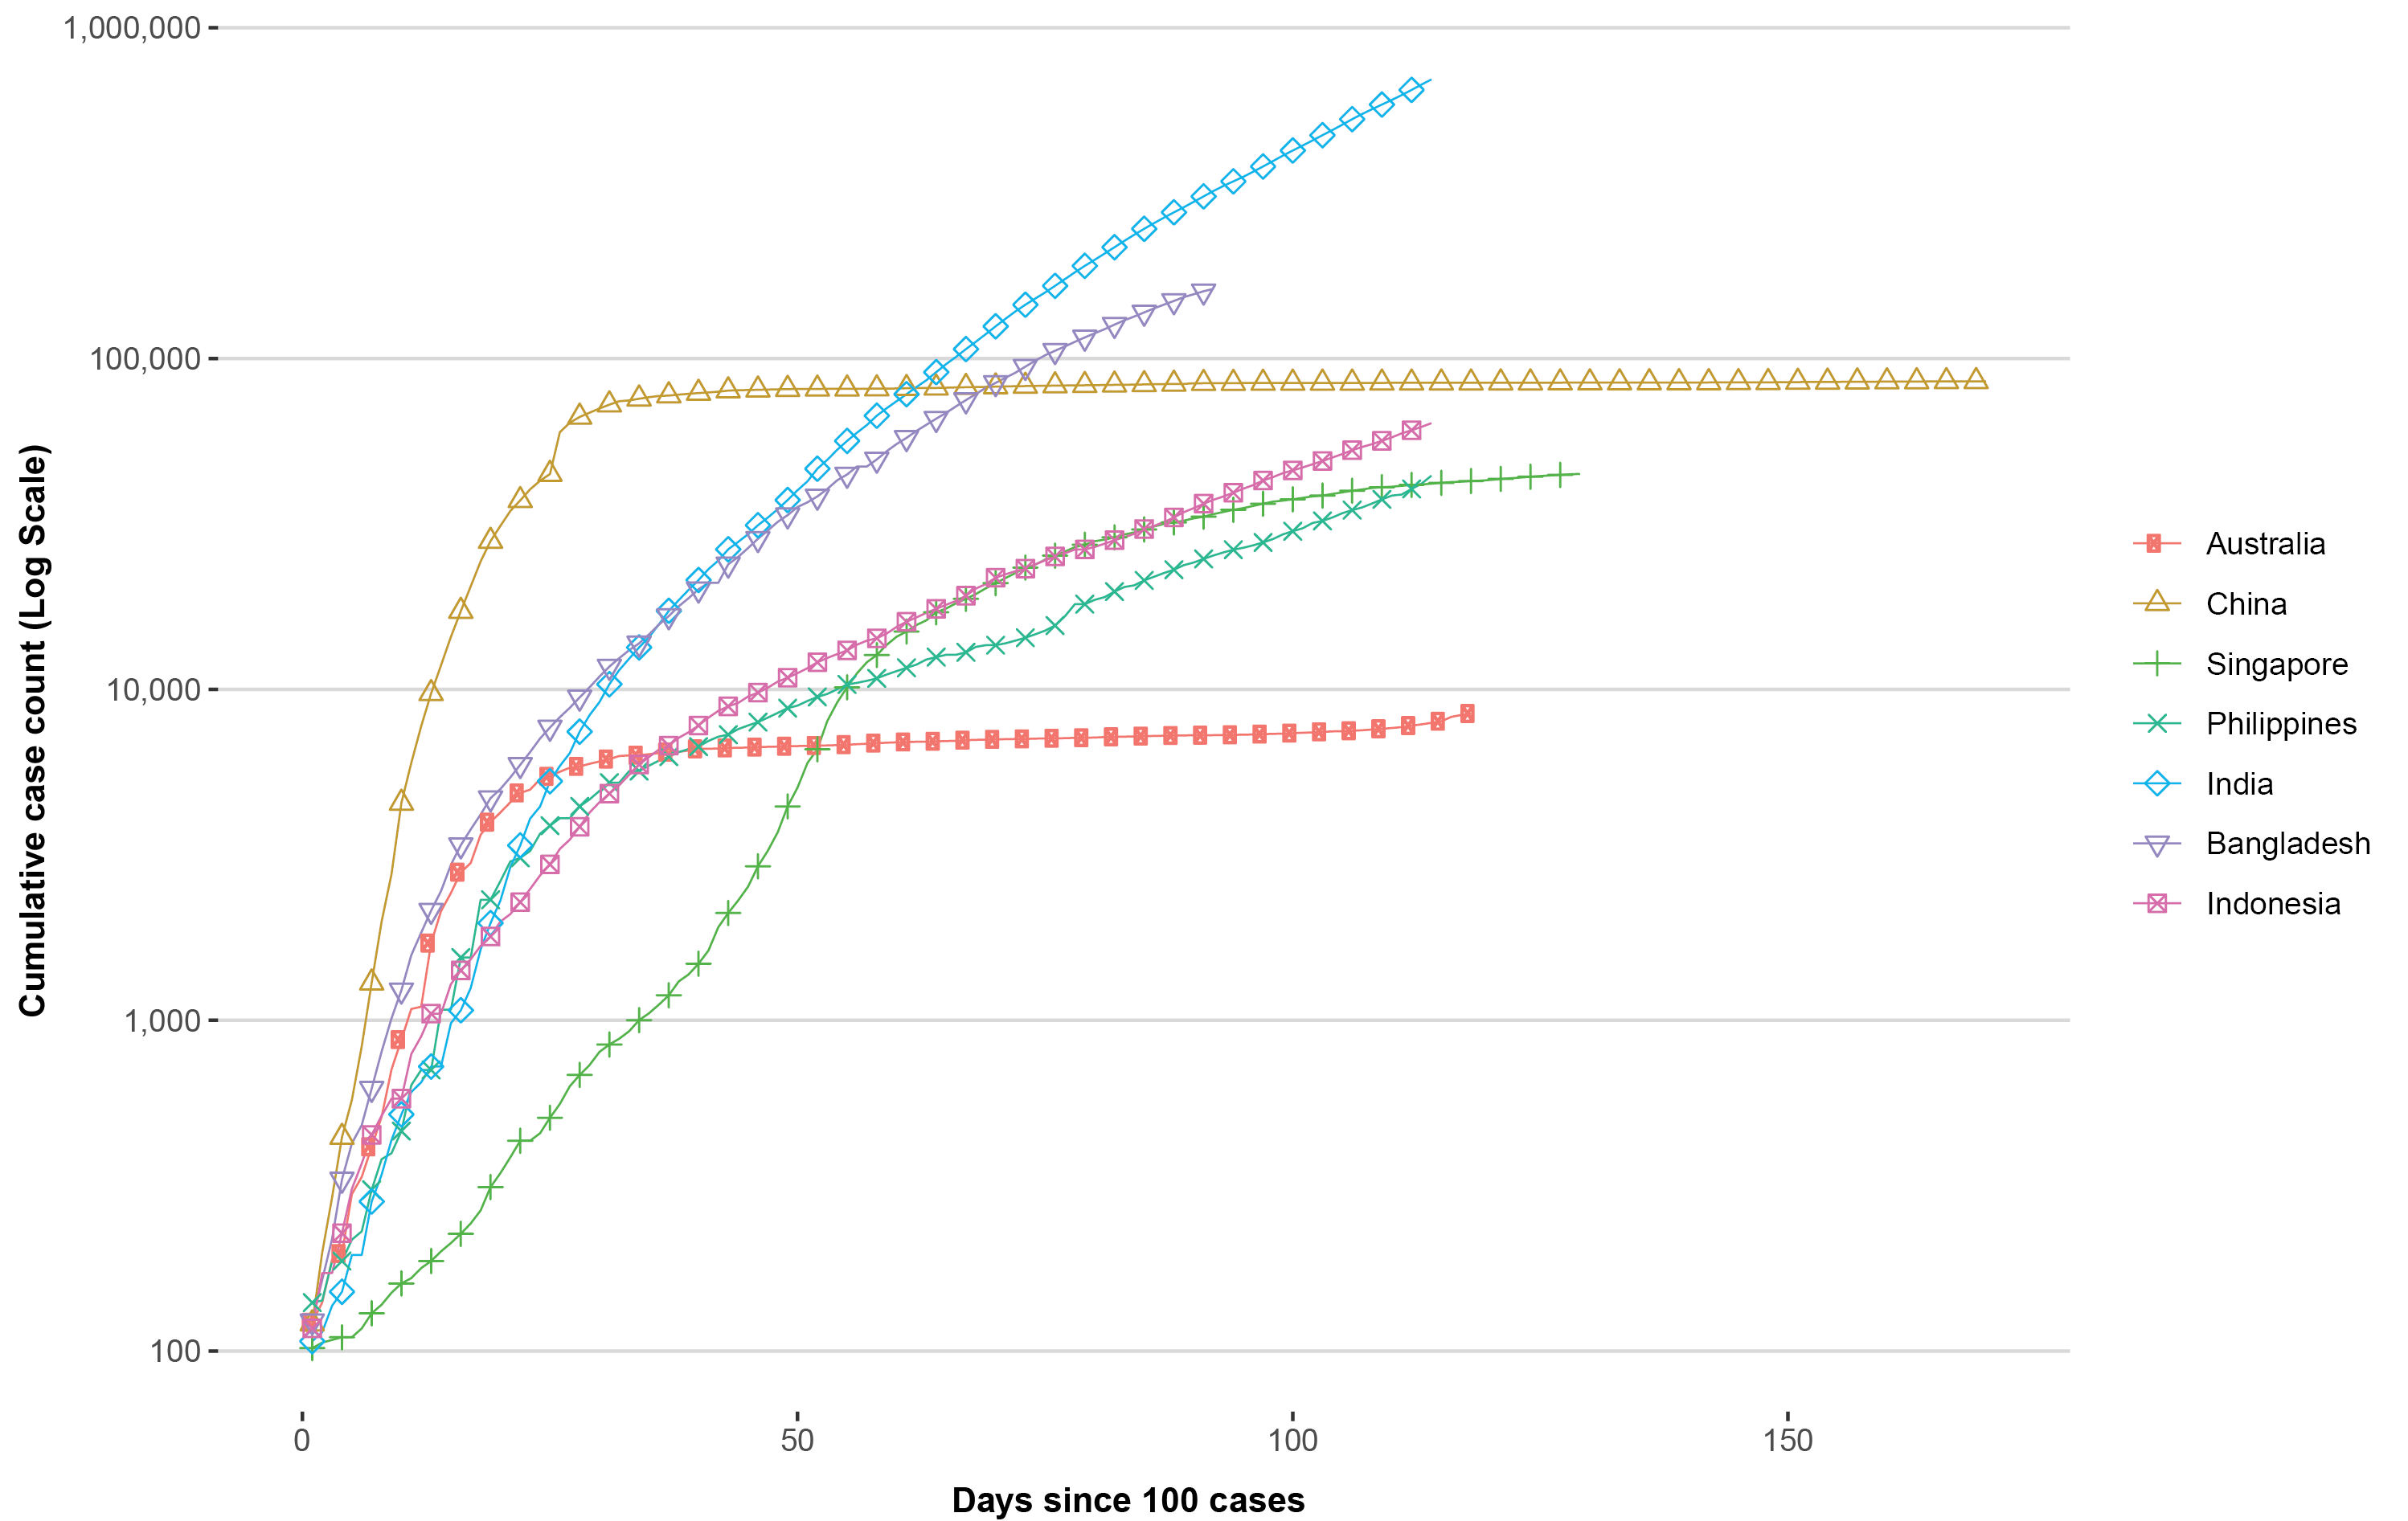 Cumulative case count (Log Scale)
1,000,000
100,000
10,000
1,000
100
0
50
100
150
Days since 100 cases
Australia
China
Singapore
Philippines
India
Bangladesh
Indonesia